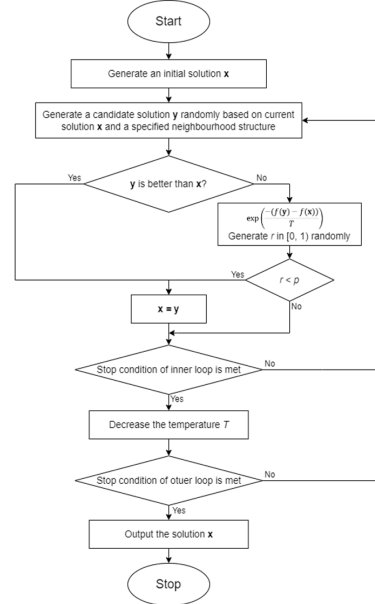 Start
Generate an initial solution x
Generate a candidate solution y randomly based on current
solution x and a specified neighbourhood structure
Yes
y is better than x?
No
exp(−(f(y) − f(x))/T)
Generate r in [0, 1) randomly
Yes
r < p
No
x = y
Stop condition of inner loop is met
No
Yes
Decrease the temperature T
Stop condition of otuer loop is met
No
Yes
Output the solution x
Stop